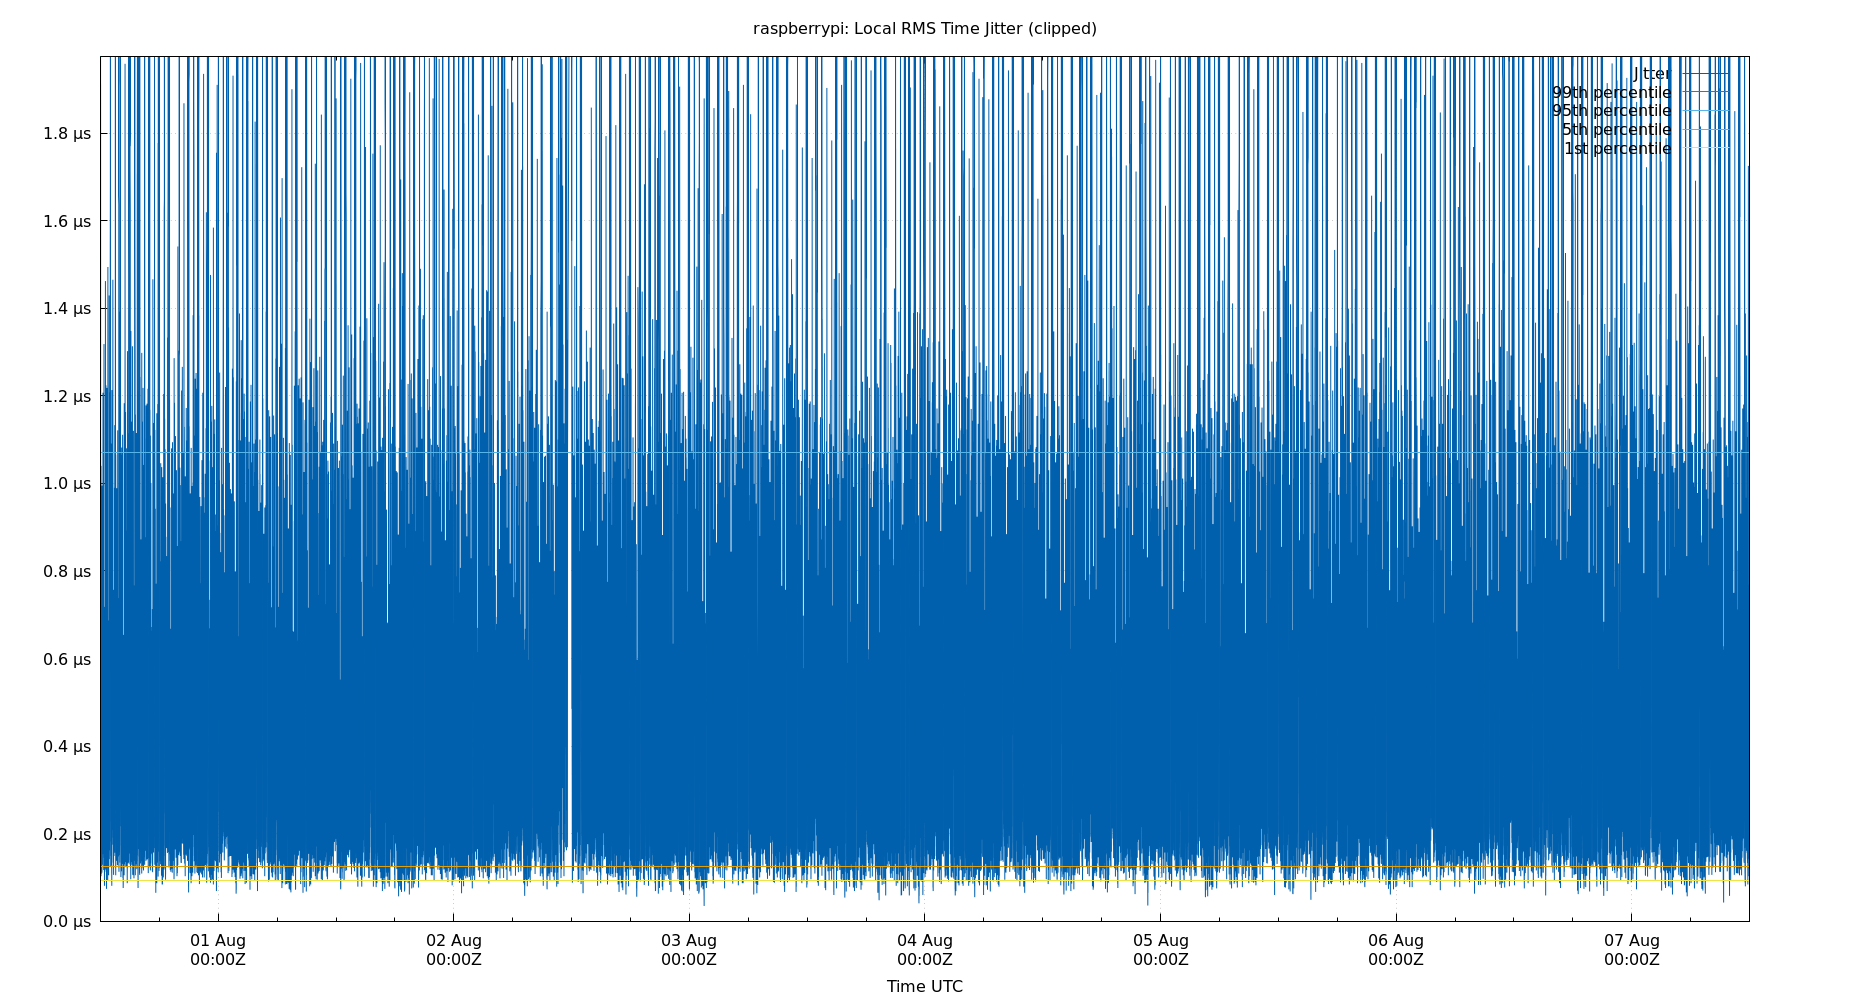 raspberrypi: Local RMS Time Jitter (clipped)
Jitter
99th percentile
95th percentile
5th percentile
1st percentile
1.8 µs
1.6 µs
1.4 µs
1.2 µs
1.0 µs
0.8 µs
0.6 µs
0.4 µs
0.2 µs
0.0 µs
01 Aug 02 Aug 03 Aug 04 Aug 05 Aug 06 Aug 07 Aug
00:00Z 00:00Z 00:00Z 00:00Z 00:00Z 00:00Z 00:00Z
Time UTC